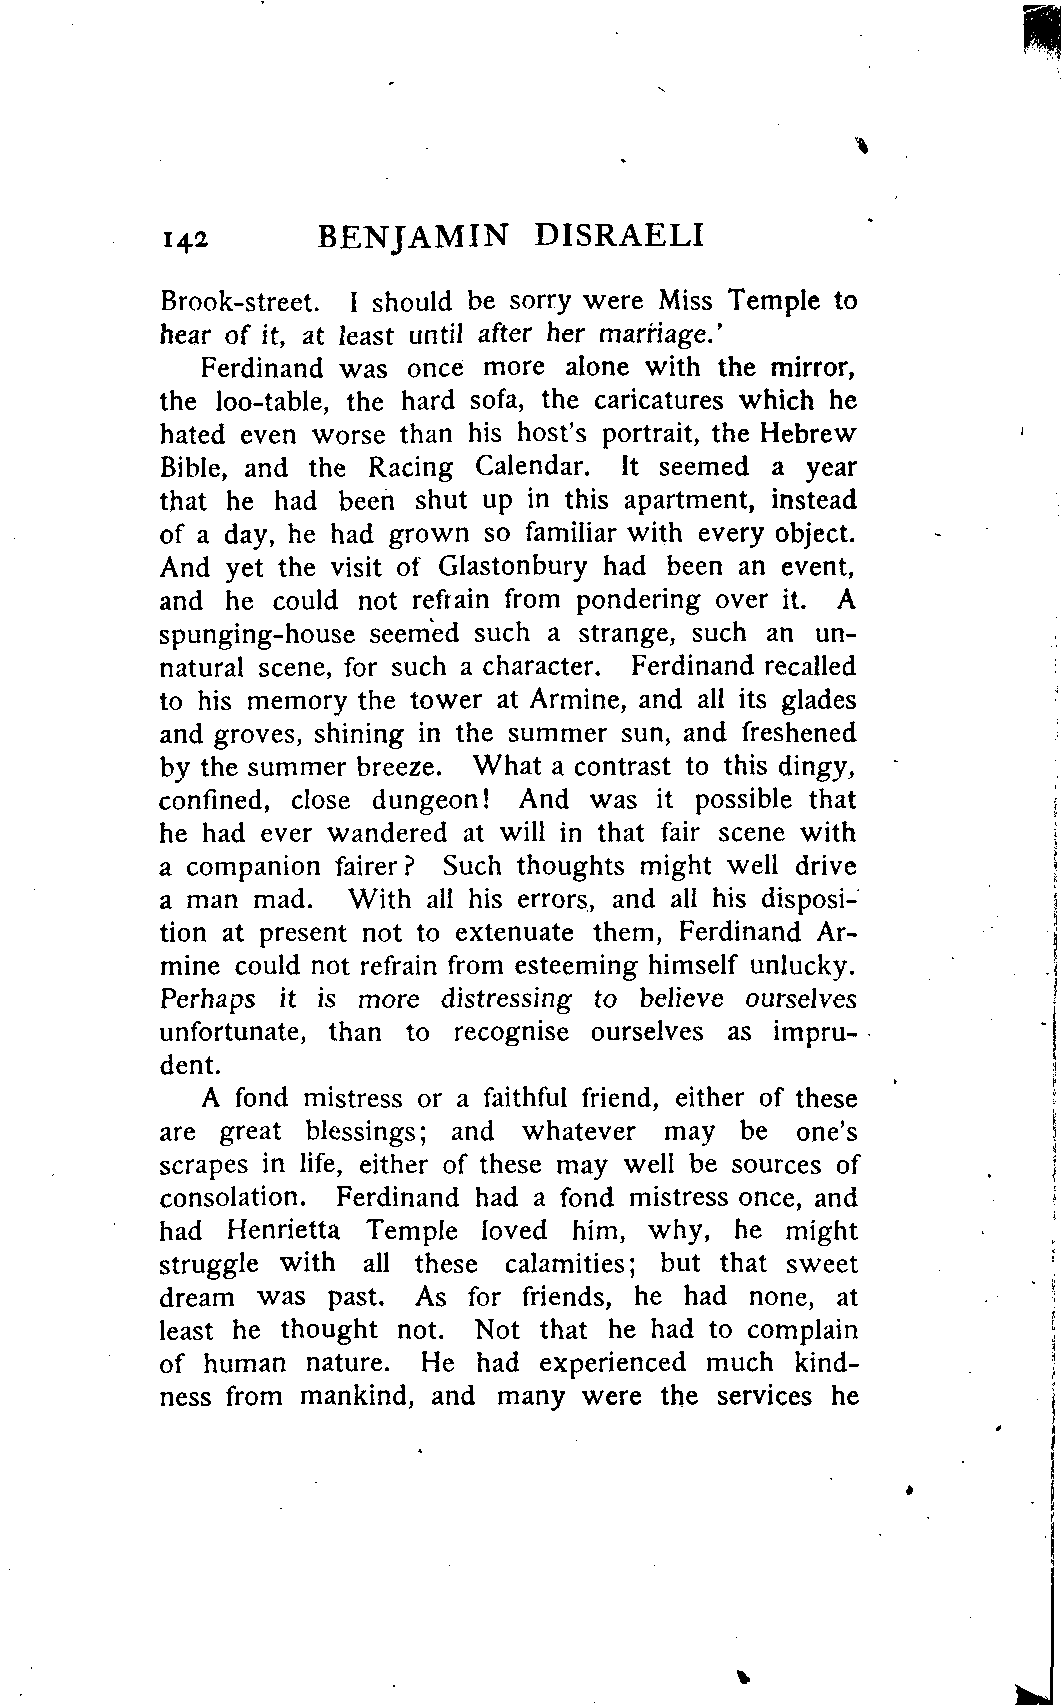 142 BENJAMIN DISRAELI
Brook-street. I should be sorry were Miss Temple to
hear of it, at least until after her marriage.'
Ferdinand was once more alone with the mirror,
the loo-table, the hard sofa, the caricatures which he
hated even worse than his host's portrait, the Hebrew
Bible, and the Racing Calendar. It seemed a year
that he had been shut up in this apartment, instead
of a day, he had grown so familiar with every object.
And yet the visit of Glastonbury had been an event,
and he could not refrain from pondering over it. A
spunging-house seemed such a strange, such an un-
natural scene, for such a character. Ferdinand recalled
to his memory the tower at Armine, and all its glades
and groves, shining in the summer sun, and freshened
by the summer breeze. What a contrast to this dingy,
confined, close dungeon! And was it possible that
he had ever wandered at will in that fair scene with
a companion fairer? Such thoughts might well drive
a man mad. With all his errors, and all his disposi-
tion at present not to extenuate them, Ferdinand Ar-
mine could not refrain from esteeming himself unlucky.
Perhaps it is more distressing to believe ourselves
unfortunate, than to recognise ourselves as impru-
dent.
A fond mistress or a faithful friend, either of these
are great blessings; and whatever may be one's
scrapes in life, either of these may well be sources of
consolation. Ferdinand had a fond mistress once, and
had Henrietta Temple loved him, why, he might
struggle with all these calamities; but that sweet
dream was past. As for friends, he had none, at
least he thought not. Not that he had to complain
of human nature. He had experienced much kind-
ness from mankind, and many were the services he